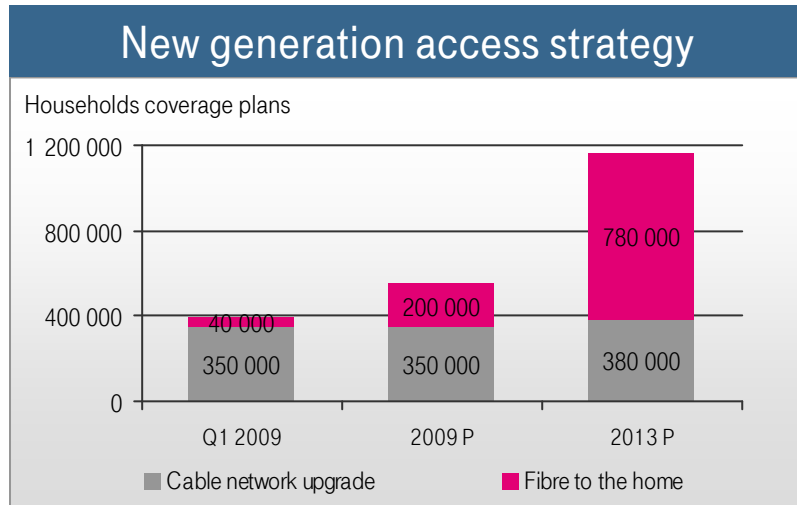 New generation access strategy
Households coverage plans
1 200 000
800 000
400 000
0
780 000
200 000
40 000
350 000
350 000
380 000
Q1 2009
2009 P
2013 P
Cable network upgrade
Fibre to the home